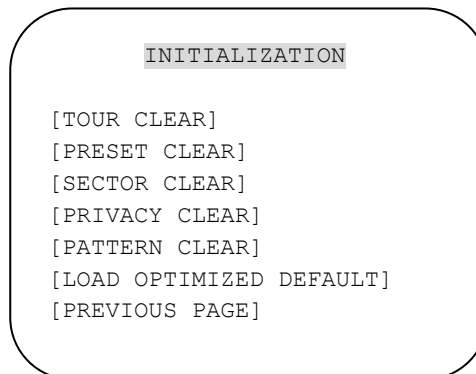 INITIALIZATION
[TOUR CLEAR]
[PRESET CLEAR]
[SECTOR CLEAR]
[PRIVACY CLEAR]
[PATTERN CLEAR]
[LOAD OPTIMIZED DEFAULT]
[PREVIOUS PAGE]